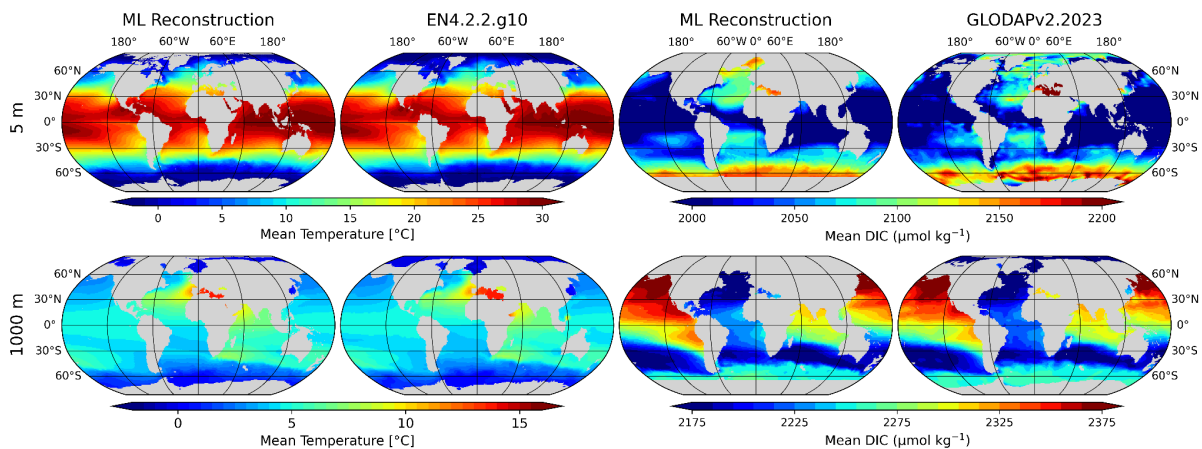 ML Reconstruction EN4.2.2.g10 ML Reconstruction GLODAPv2.2023
180° 60°W 0° 60°E 180° 180° 60°W 0° 60°E 180° 180° 60°W 0° 60°E 180° 180° 60°W 0° 60°E 180°
5 m
60°N 60°N
30°N 30°N
0° 0°
30°S 30°S
60°S 60°S
0 5 10 15 20 25 30 2000 2050 2100 2150 2200
Mean Temperature [°C] Mean DIC (μmol kg⁻¹)
1000 m
60°N 60°N
30°N 30°N
0° 0°
30°S 30°S
60°S 60°S
0 5 10 15 2175 2225 2275 2325 2375
Mean Temperature [°C] Mean DIC (μmol kg⁻¹)